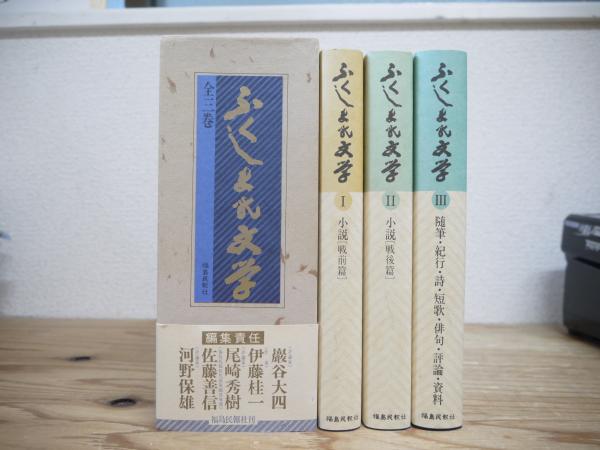 全三巻
ふくしまの文学
福島民報社
編集責任
巌谷大四
伊藤桂一
尾崎秀樹
佐藤善信
河野保雄
福島民報社刊
ふくしまの文学
I
小説[戦前篇]
福島民報社
ふくしまの文学
II
小説[戦後篇]
福島民報社
ふくしまの文学
III
随筆・紀行・詩・短歌・俳句・評論・資料
福島民報社